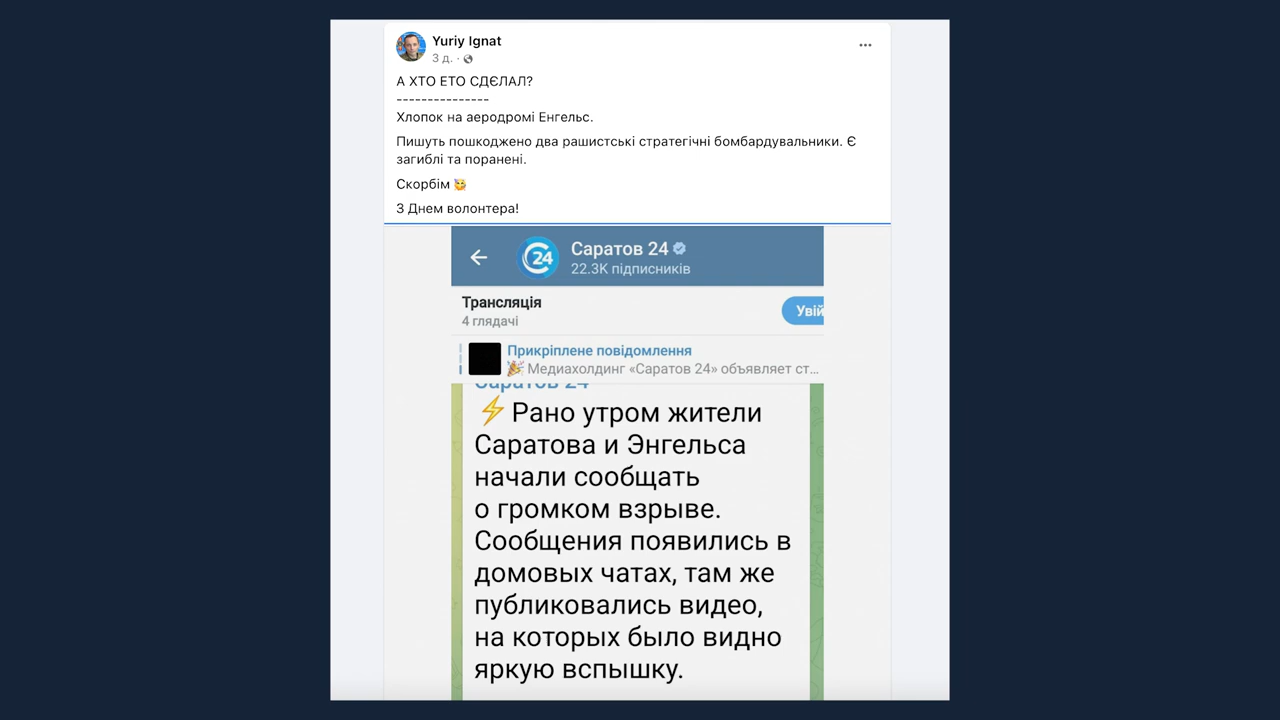 Yuriy Ignat
3 д.
А ХТО ЕТО СДЄЛАЛ?
---------------
Хлопок на аеродромі Енгельс.
Пишуть пошкоджено два рашистські стратегічні бомбардувальники. Є
загиблі та поранені.
Скорбім 🥰
З Днем волонтера!
24
Саратов 24
22.3K підписників
Трансляція
4 глядачі
Увій
Прикріплене повідомлення
🎉 Медиахолдинг «Саратов 24» объявляет ст...
Саратов 24
⚡Рано утром жители
Саратова и Энгельса
начали сообщать
о громком взрыве.
Сообщения появились в
домовых чатах, там же
публиковались видео,
на которых было видно
яркую вспышку.